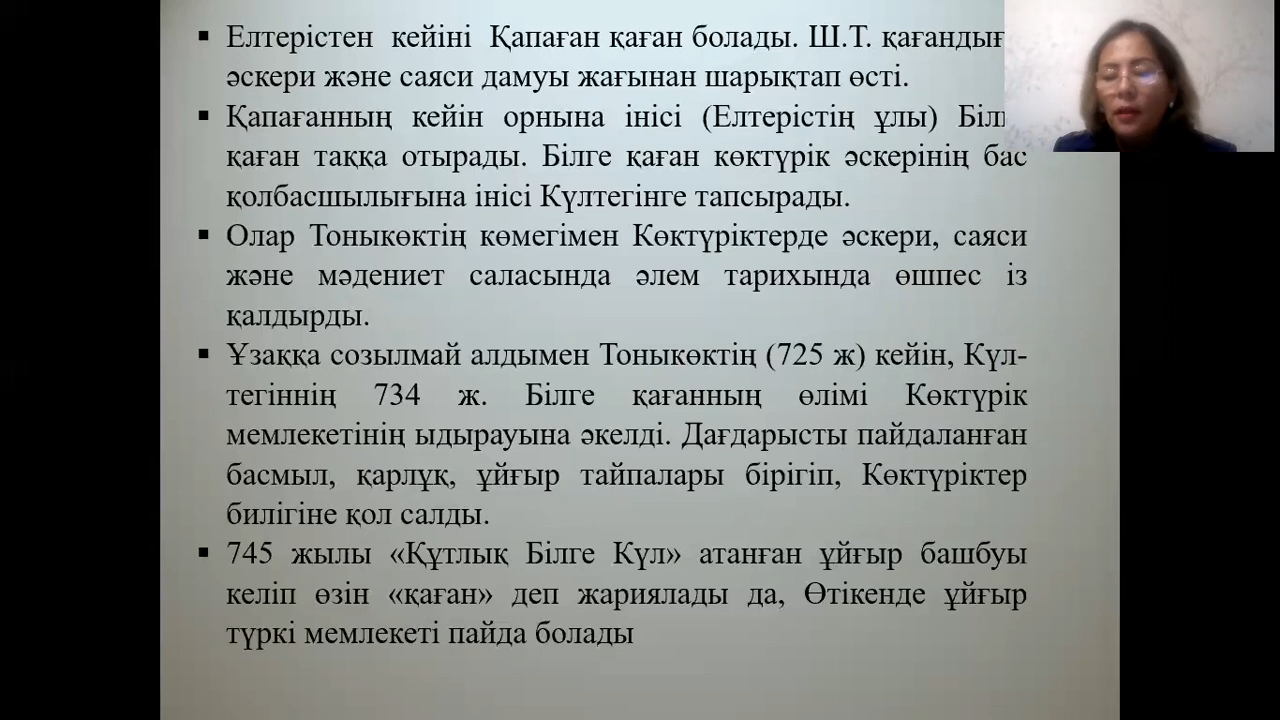 Елтерістен кейіні Қапаған қаған болады. Ш.Т.
әскери және саяси дамуы жағынан шарықтап өсті.
Қапағанның кейін орнына інісі (Елтерістің ұлы)
қаған таққа отырады. Білге қаған көктүрік әскерінің бас
қолбасшылығына інісі Күлтегінге тапсырады.
Олар Тоныкөктің көмегімен Көктүріктерде әскери, саяси
және мәдениет саласында әлем тарихында өшпес із
қалдырды.
Ұзаққа созылмай алдымен Тоныкөктің (725 ж) кейін, Күл-
тегіннің 734 ж. Білге қағанның өлімі Көктүрік
мемлекетінің ыдырауына әкелді. Дағдарысты пайдаланған
басмыл, қарлұқ, ұйғыр тайпалары бірігіп, Көктүріктер
билігіне қол салды.
745 жылы «Құтлық Білге Күл» атанған ұйғыр башбуы
келіп өзін «қаған» деп жариялады да, Өтікенде ұйғыр
түркі мемлекеті пайда болады